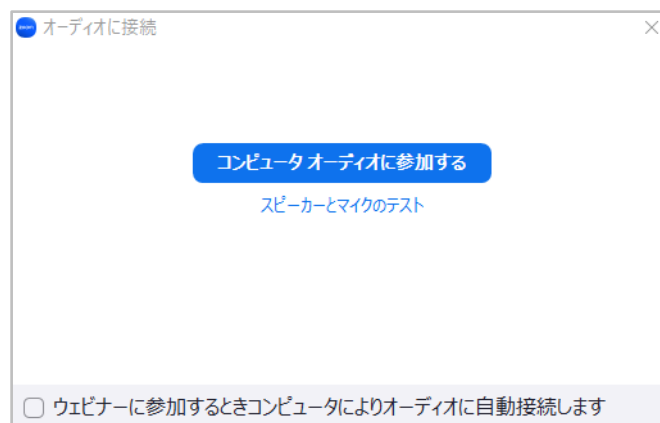 オーディオに接続
コンピュータ オーディオに参加する
スピーカーとマイクのテスト
ウェビナーに参加するときコンピュータによりオーディオに自動接続します